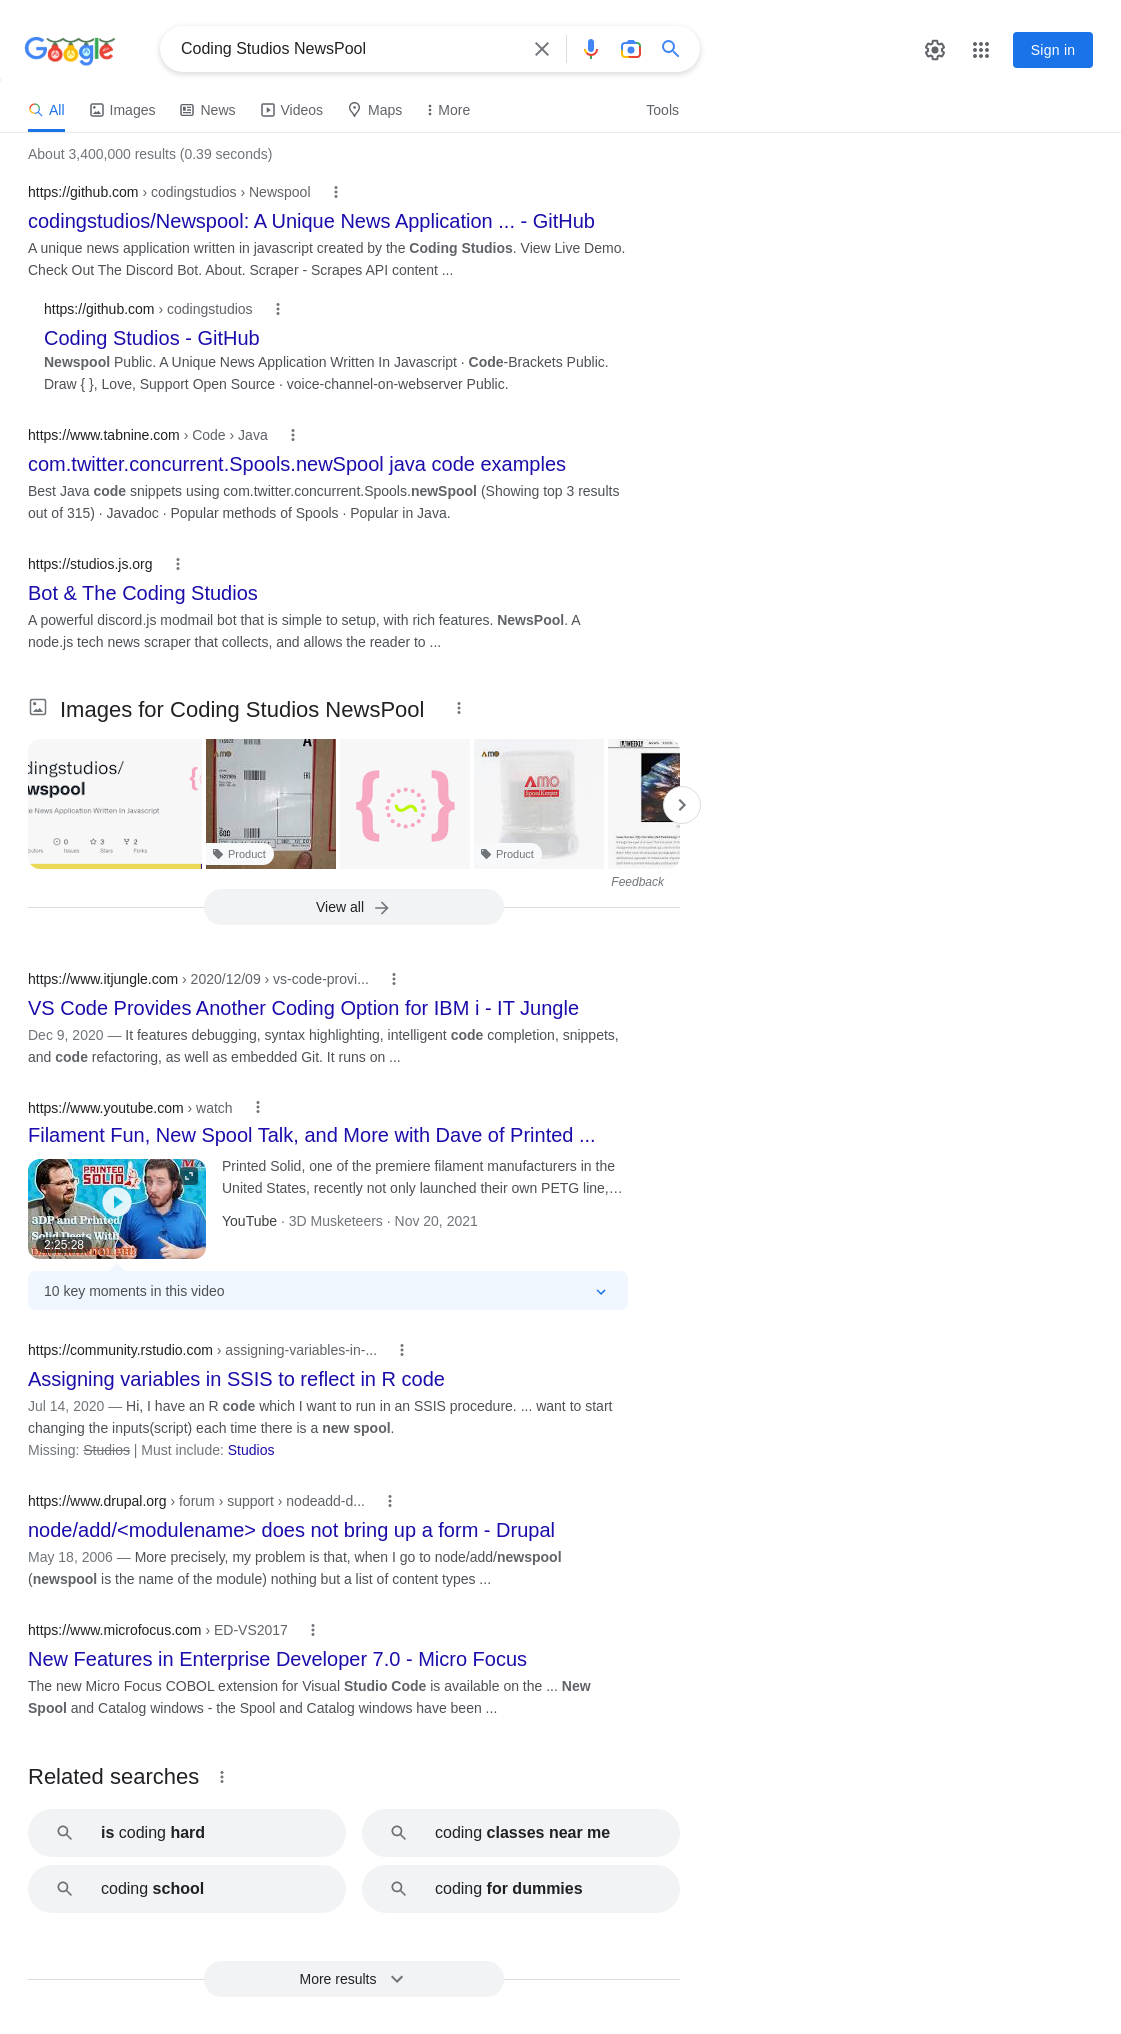 Google
Coding Studios NewsPool
Sign in
All
Images
News
Videos
Maps
More
Tools
About 3,400,000 results (0.39 seconds)
https://github.com › codingstudios › Newspool
codingstudios/Newspool: A Unique News Application ... - GitHub
A unique news application written in javascript created by the Coding Studios. View Live Demo.
Check Out The Discord Bot. About. Scraper - Scrapes API content ...
https://github.com › codingstudios
Coding Studios - GitHub
Newspool Public. A Unique News Application Written In Javascript · Code-Brackets Public.
Draw { }, Love, Support Open Source · voice-channel-on-webserver Public.
https://www.tabnine.com › Code › Java
com.twitter.concurrent.Spools.newSpool java code examples
Best Java code snippets using com.twitter.concurrent.Spools.newSpool (Showing top 3 results
out of 315) · Javadoc · Popular methods of Spools · Popular in Java.
https://studios.js.org
Bot & The Coding Studios
A powerful discord.js modmail bot that is simple to setup, with rich features. NewsPool. A
node.js tech news scraper that collects, and allows the reader to ...
Images for Coding Studios NewsPool
dingstudios/
wspool
e News Application Written In Javascript
0
Issues
3
Stars
2
Forks
AMO
A
Product
AMO
AMO
SpoolKeeper
Product
WEEKLY
Feedback
View all
https://www.itjungle.com › 2020/12/09 › vs-code-provi...
VS Code Provides Another Coding Option for IBM i - IT Jungle
Dec 9, 2020 — It features debugging, syntax highlighting, intelligent code completion, snippets,
and code refactoring, as well as embedded Git. It runs on ...
https://www.youtube.com › watch
Filament Fun, New Spool Talk, and More with Dave of Printed ...
PRINTED
SOLID
3DP and Printed
Solid Deets With
2:25:28
Printed Solid, one of the premiere filament manufacturers in the
United States, recently not only launched their own PETG line,...
YouTube · 3D Musketeers · Nov 20, 2021
10 key moments in this video
https://community.rstudio.com › assigning-variables-in-...
Assigning variables in SSIS to reflect in R code
Jul 14, 2020 — Hi, I have an R code which I want to run in an SSIS procedure. ... want to start
changing the inputs(script) each time there is a new spool.
Missing: Studios | Must include: Studios
https://www.drupal.org › forum › support › nodeadd-d...
node/add/<modulename> does not bring up a form - Drupal
May 18, 2006 — More precisely, my problem is that, when I go to node/add/newspool
(newspool is the name of the module) nothing but a list of content types ...
https://www.microfocus.com › ED-VS2017
New Features in Enterprise Developer 7.0 - Micro Focus
The new Micro Focus COBOL extension for Visual Studio Code is available on the ... New
Spool and Catalog windows - the Spool and Catalog windows have been ...
Related searches
is coding hard
coding classes near me
coding school
coding for dummies
More results